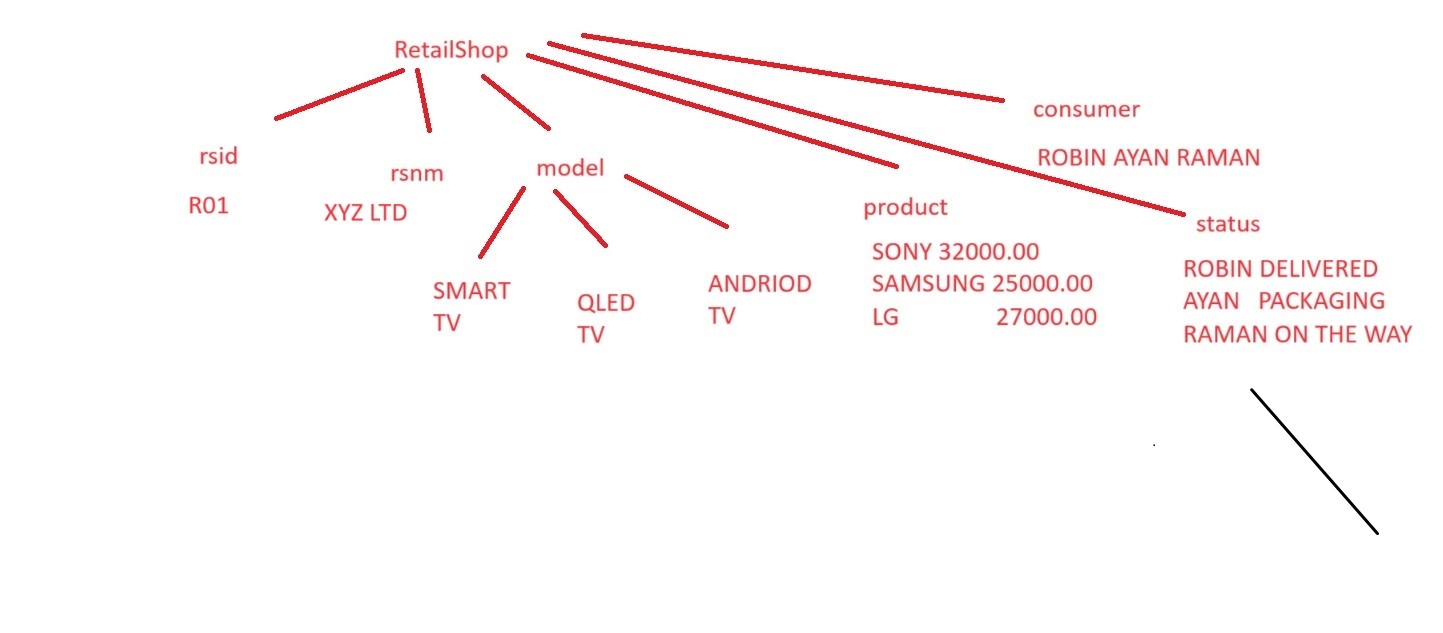 RetailShop
consumer
rsid
rsnm
model
ROBIN AYAN RAMAN
R01
XYZ LTD
product
status
SMART
TV
QLED
TV
ANDRIOD
TV
SONY 32000.00
SAMSUNG 25000.00
LG 27000.00
ROBIN DELIVERED
AYAN PACKAGING
RAMAN ON THE WAY